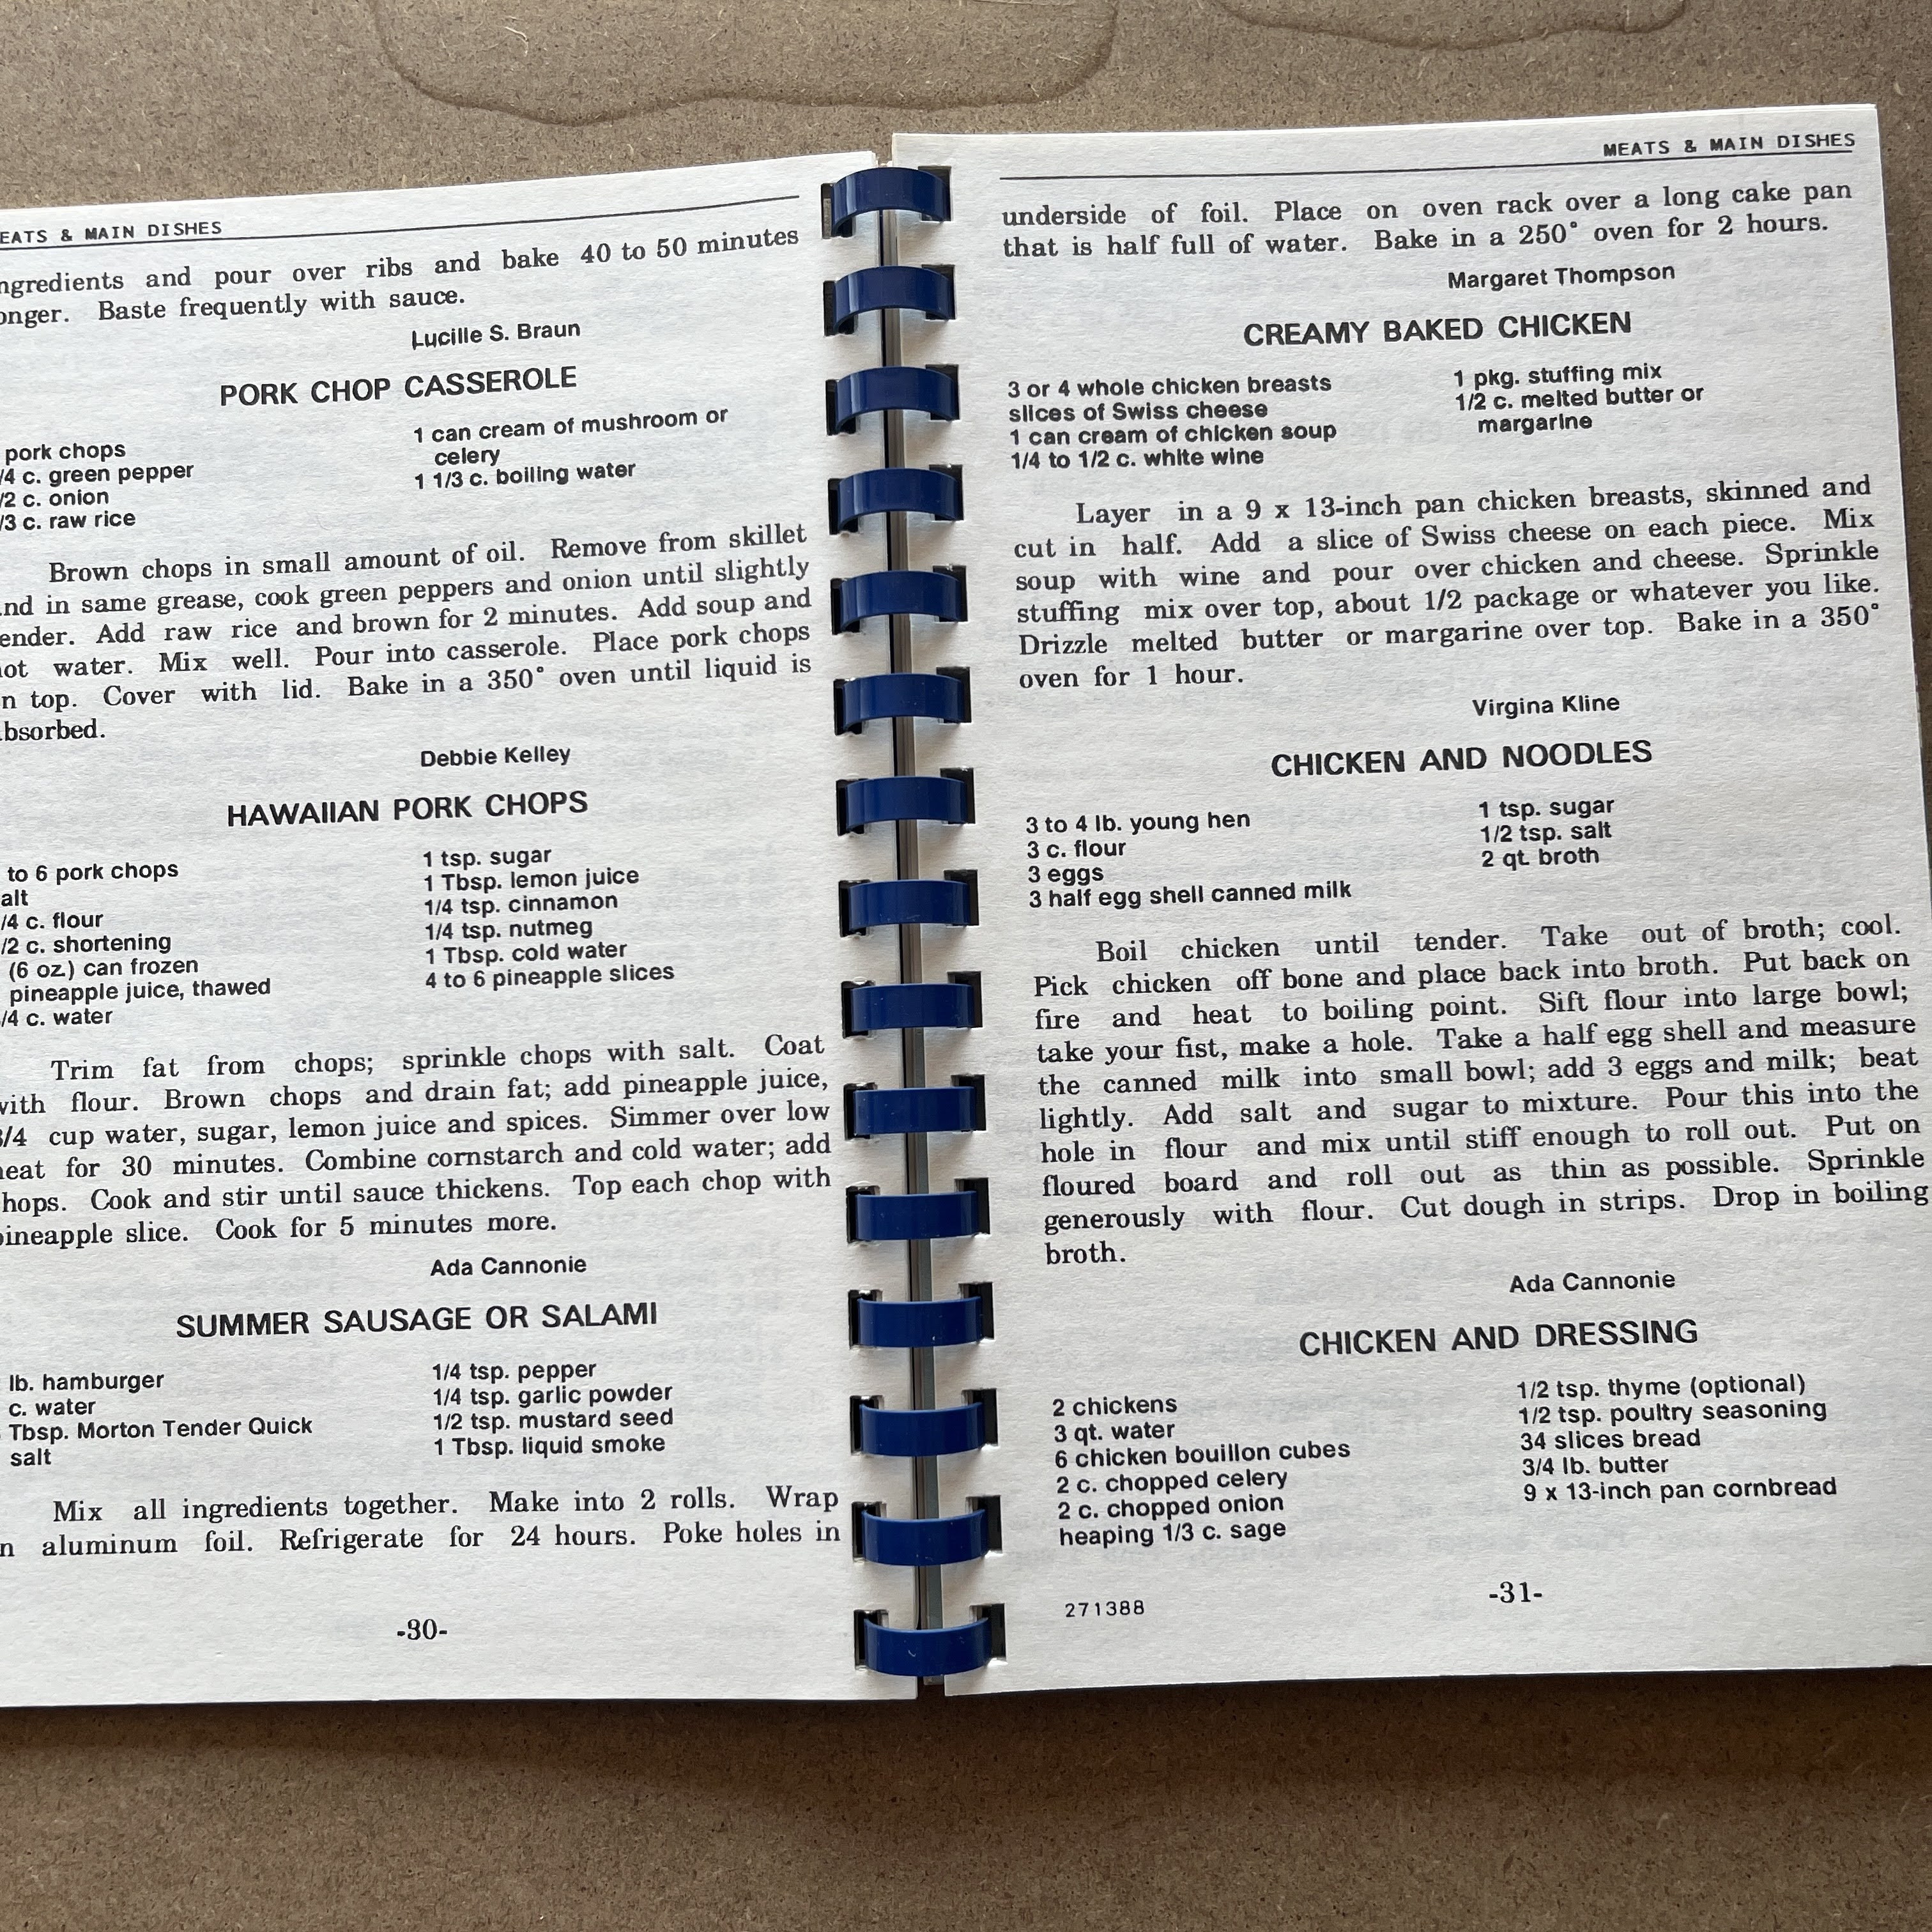 EATS & MAIN DISHES
ngredients and pour over ribs and bake 40 to 50 minutes
onger. Baste frequently with sauce.
Lucille S. Braun
PORK CHOP CASSEROLE
pork chops
/4 c. green pepper
/2 c. onion
/3 c. raw rice
1 can cream of mushroom or
celery
1 1/3 c. boiling water
Brown chops in small amount of oil. Remove from skillet
nd in same grease, cook green peppers and onion until slightly
ender. Add raw rice and brown for 2 minutes. Add soup and
ot water. Mix well. Pour into casserole. Place pork chops
n top. Cover with lid. Bake in a 350° oven until liquid is
bsorbed.
Debbie Kelley
HAWAIIAN PORK CHOPS
to 6 pork chops
alt
/4 c. flour
/2 c. shortening
(6 oz.) can frozen
pineapple juice, thawed
/4 c. water
1 tsp. sugar
1 Tbsp. lemon juice
1/4 tsp. cinnamon
1/4 tsp. nutmeg
1 Tbsp. cold water
4 to 6 pineapple slices
Trim fat from chops; sprinkle chops with salt. Coat
with flour. Brown chops and drain fat; add pineapple juice,
3/4 cup water, sugar, lemon juice and spices. Simmer over low
heat for 30 minutes. Combine cornstarch and cold water; add
hops. Cook and stir until sauce thickens. Top each chop with
pineapple slice. Cook for 5 minutes more.
Ada Cannonie
SUMMER SAUSAGE OR SALAMI
lb. hamburger
c. water
Tbsp. Morton Tender Quick
salt
1/4 tsp. pepper
1/4 tsp. garlic powder
1/2 tsp. mustard seed
1 Tbsp. liquid smoke
Mix all ingredients together. Make into 2 rolls. Wrap
n aluminum foil. Refrigerate for 24 hours. Poke holes in
-30-
MEATS & MAIN DISHES
underside of foil. Place on oven rack over a long cake pan
that is half full of water. Bake in a 250° oven for 2 hours.
Margaret Thompson
CREAMY BAKED CHICKEN
3 or 4 whole chicken breasts
slices of Swiss cheese
1 can cream of chicken soup
1/4 to 1/2 c. white wine
1 pkg. stuffing mix
1/2 c. melted butter or
margarine
Layer in a 9 x 13-inch pan chicken breasts, skinned and
cut in half. Add a slice of Swiss cheese on each piece. Mix
soup with wine and pour over chicken and cheese. Sprinkle
stuffing mix over top, about 1/2 package or whatever you like.
Drizzle melted butter or margarine over top. Bake in a 350°
oven for 1 hour.
Virgina Kline
CHICKEN AND NOODLES
3 to 4 lb. young hen
3 c. flour
3 eggs
3 half egg shell canned milk
1 tsp. sugar
1/2 tsp. salt
2 qt. broth
Boil chicken until tender. Take out of broth; cool.
Pick chicken off bone and place back into broth. Put back on
fire and heat to boiling point. Sift flour into large bowl;
take your fist, make a hole. Take a half egg shell and measure
the canned milk into small bowl; add 3 eggs and milk; beat
lightly. Add salt and sugar to mixture. Pour this into the
hole in flour and mix until stiff enough to roll out. Put on
floured board and roll out as thin as possible. Sprinkle
generously with flour. Cut dough in strips. Drop in boiling
broth.
Ada Cannonie
CHICKEN AND DRESSING
2 chickens
3 qt. water
6 chicken bouillon cubes
2 c. chopped celery
2 c. chopped onion
heaping 1/3 c. sage
1/2 tsp. thyme (optional)
1/2 tsp. poultry seasoning
34 slices bread
3/4 lb. butter
9 x 13-inch pan cornbread
271388
-31-